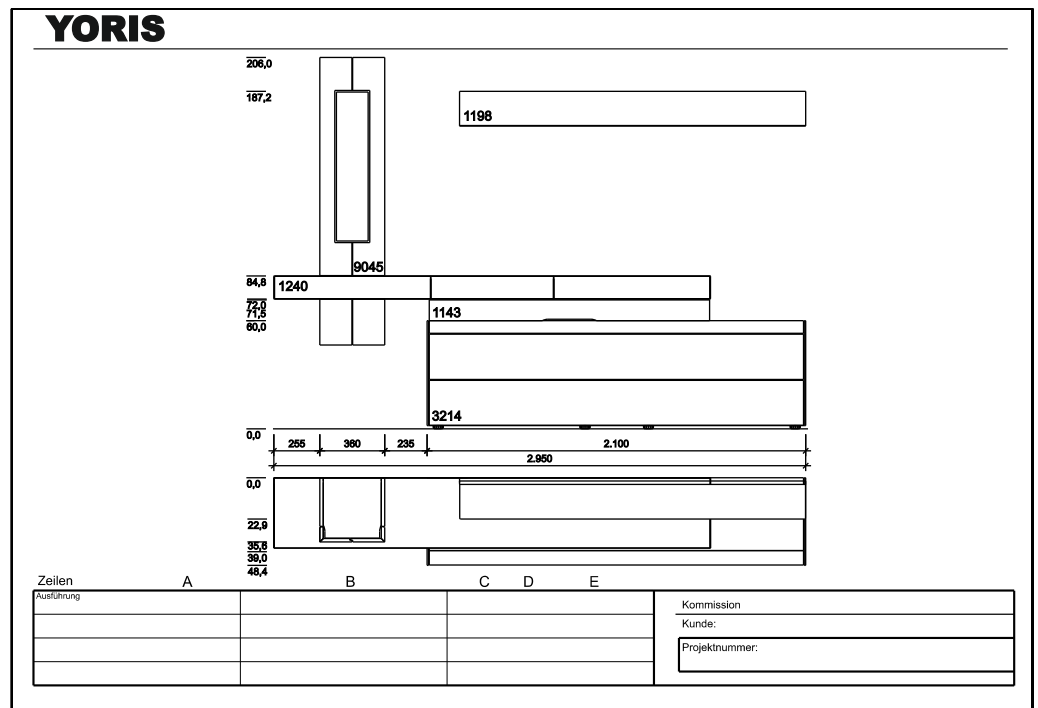 YORIS
206,0
187,2
1198
9045
84,8
1240
72,0
71,5
1143
60,0
3214
0,0
255 360 235 2.100
2.950
0,0
22,9
35,6
39,0
48,4
Zeilen A B C D E
Ausführung
Kommission
Kunde:
Projektnummer: